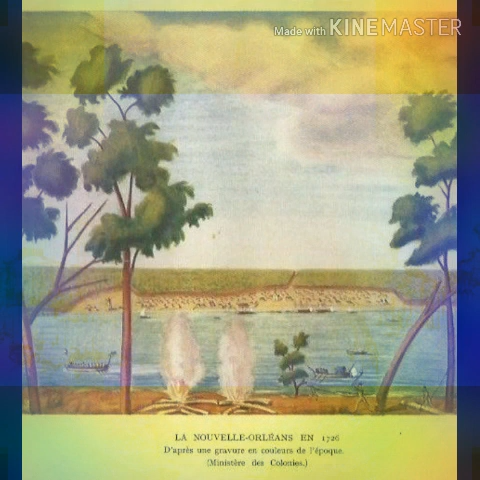 Made with KINEMASTER
LA NOUVELLE-ORLÉANS EN 1726
D'après une gravure en couleurs de l'époque.
(Ministère des Colonies.)